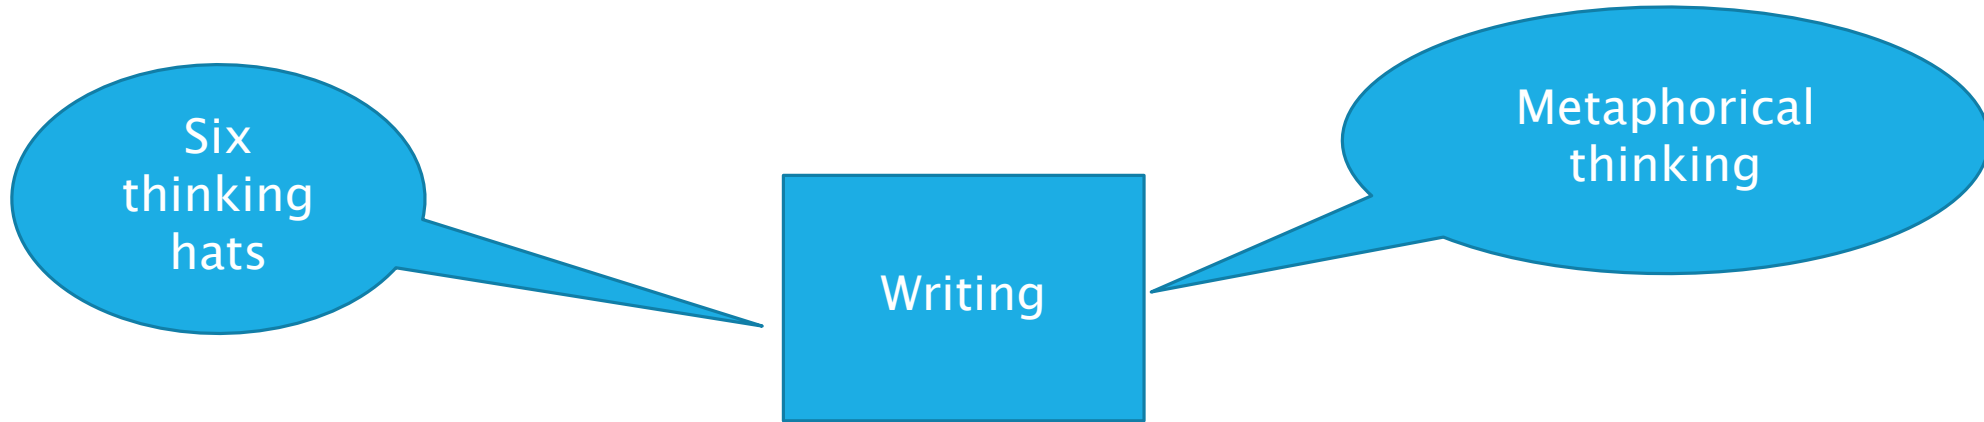 Six
thinking
hats
Writing
Metaphorical
thinking